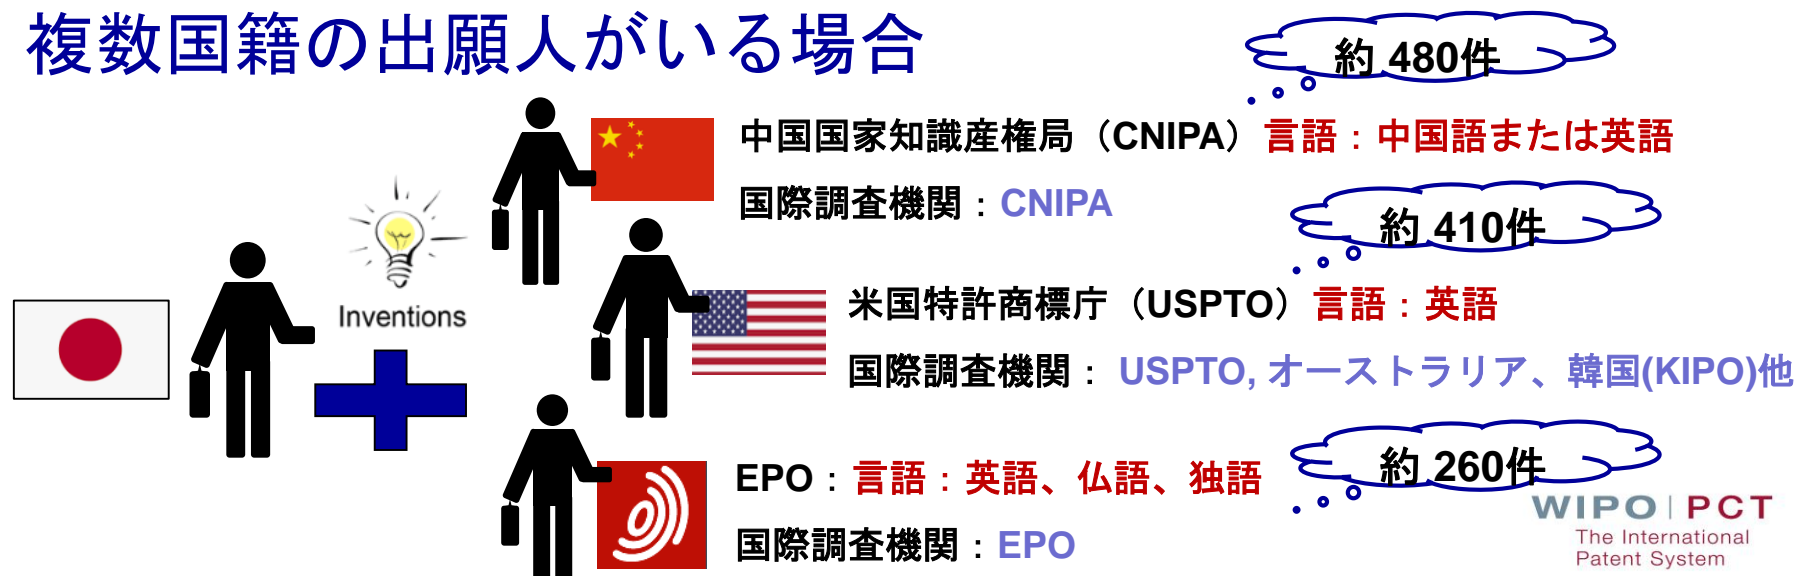 複数国籍の出願人がいる場合
約 480件
中国国家知識産権局（CNIPA）言語：中国語または英語
国際調査機関：CNIPA
約 410件
Inventions
米国特許商標庁（USPTO）言語：英語
国際調査機関： USPTO, オーストラリア、韓国(KIPO)他
約 260件
EPO：言語：英語、仏語、独語
国際調査機関：EPO
WIPO | PCT
The International
Patent System